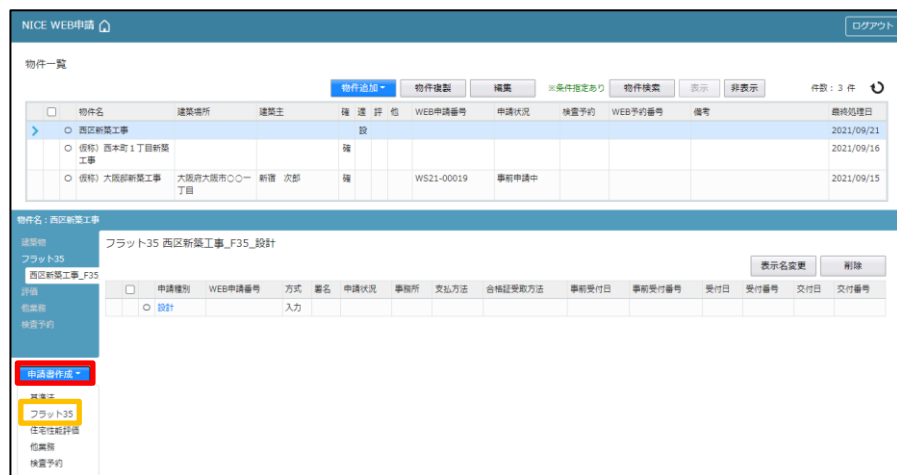 NICE WEB申請 ログアウト
物件一覧
物件追加 物件複製 編集 ※条件指定あり 物件検索 表示 非表示 件数：3 件
物件名 建築場所 建築主 確 適 評 他 WEB申請番号 申請状況 検査予約 WEB予約番号 備考 最終処理日
西区新築工事 設 2021/09/21
仮称）西本町１丁目新築工事 確 2021/09/16
仮称）大阪邸新築工事 大阪府大阪市○○一丁目 新宿 次郎 確 WS21-00019 事前申請中 2021/09/15
物件名：西区新築工事
建築物
フラット35 西区新築工事_F35_設計
フラット35
表示名変更 削除
西区新築工事_F35
評価
申請種別 WEB申請番号 方式 署名 申請状況 事務所 支払方法 合格証受取方法 事前受付日 事前受付番号 受付日 受付番号 交付日 交付番号
他業務
設計 入力
検査予約
申請書作成
基準法
フラット35
住宅性能評価
他業務
検査予約